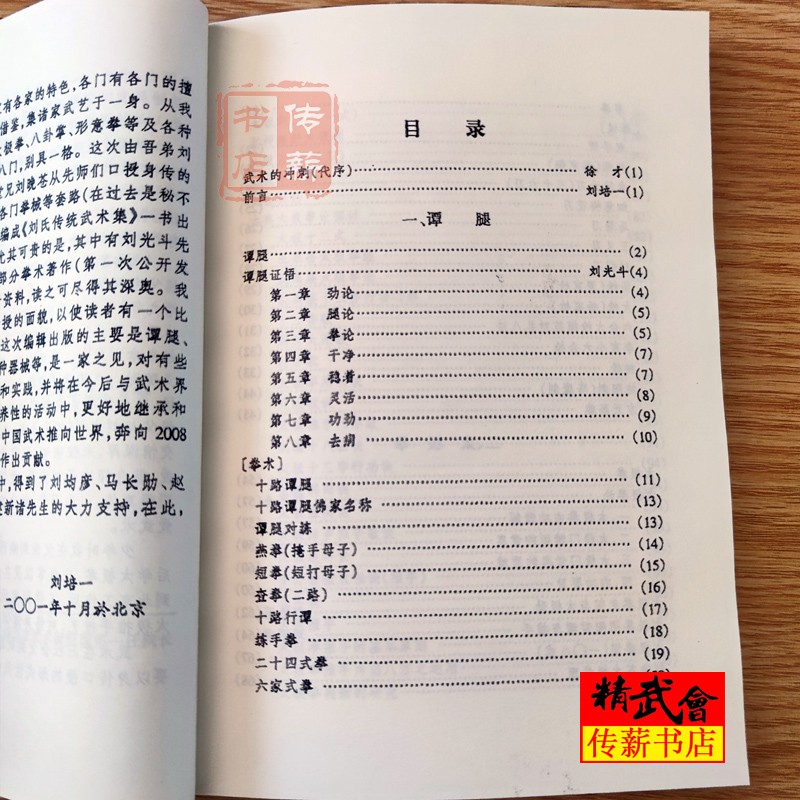 有各家的特色,各门有各门的擅
借鉴,集诸家武艺于一身。从我
极拳、八卦掌、形意拳等及各种
八门,别具一格。这次由吾弟刘
兄刘晚苍从先师们口授身传的
各门拳械等套路(在过去是秘不
编成《刘氏传统武术集》一书出
尤其可贵的是,其中有刘光斗先
部分拳术著作(第一次公开发
资料,读之可尽得其深奥。我
授的面貌,以使读者有一个比
这次编辑出版的主要是谭腿、
种器械等,是一家之见,对有些
和实践,并将在今后与武术界
养性的活动中,更好地继承和
中国武术推向世界,奔向2008
作出贡献。
中,得到了刘均彦、马长勋、赵
新诸先生的大力支持,在此,
刘培一
二〇〇一年十月於北京
传薪书店
目 录
武术的冲刺(代序) 徐 才(1)
前言 刘培一(1)
一、谭 腿
谭腿 (2)
谭腿证悟 刘光斗(4)
第一章 劲论 (4)
第二章 腿论 (5)
第三章 拳论 (5)
第四章 干净 (7)
第五章 稳着 (7)
第六章 灵活 (8)
第七章 功劲 (9)
第八章 去病 (10)
〔拳术〕
十路谭腿 (11)
十路谭腿佛家名称 (13)
谭腿对练 (13)
燕拳(掩手母子) (14)
短拳(短打母子) (15)
查拳(二路) (16)
十路行谭 (17)
练手拳 (18)
二十四式拳 (19)
六家式拳
精武會
传薪书店